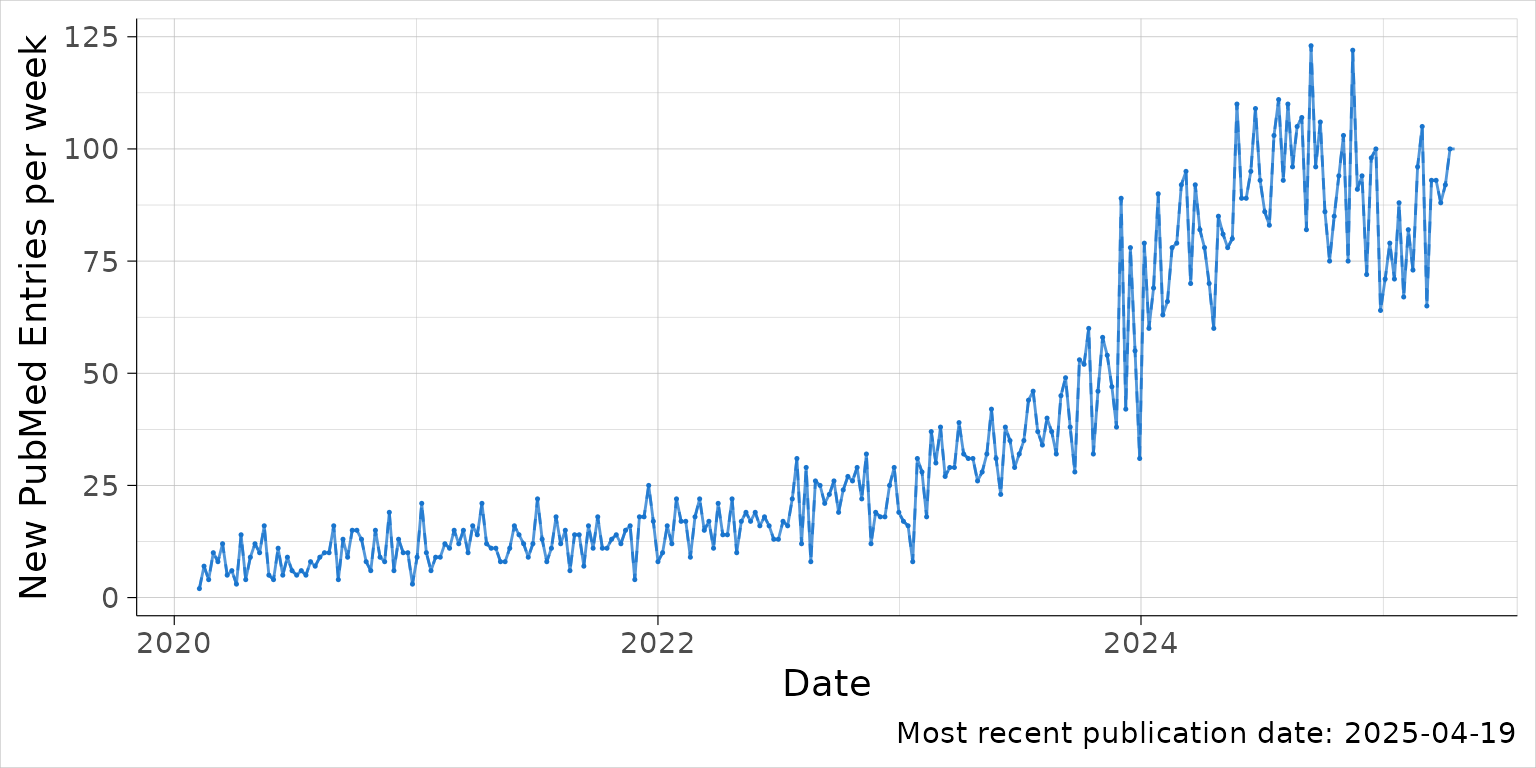 New PubMed Entries per week
125
100
75
50
25
0
2020 2022 2024
Date
Most recent publication date: 2025-04-19